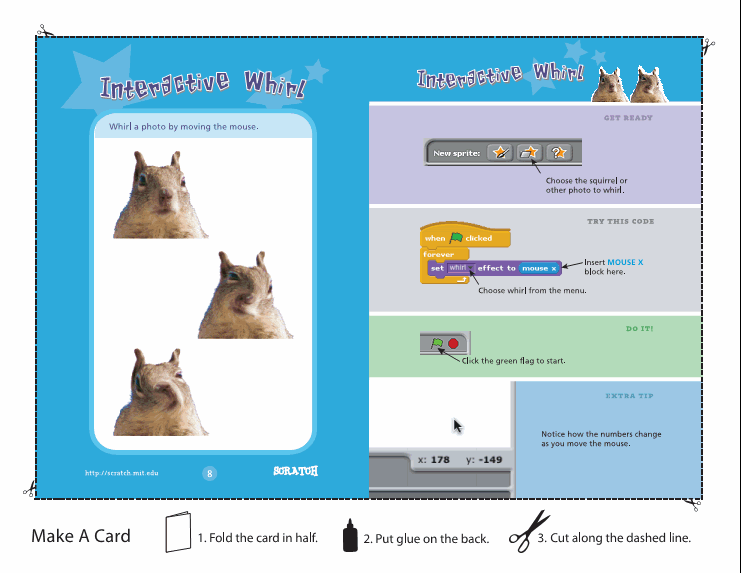 Interactive Whirl
Whirl a photo by moving the mouse.
http://scratch.mit.edu
8
SCRATCH
Interactive Whirl
GET READY
New sprite:
Choose the squirrel or
other photo to whirl.
TRY THIS CODE
when clicked
forever
set whirl effect to mouse x
Insert MOUSE X
block here.
Choose whirl from the menu.
DO IT!
Click the green flag to start.
EXTRA TIP
Notice how the numbers change
as you move the mouse.
x: 178 y: -149
Make A Card
1. Fold the card in half.
2. Put glue on the back.
3. Cut along the dashed line.